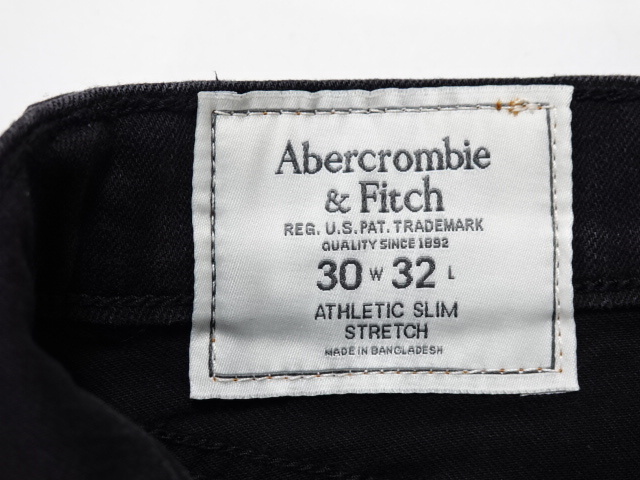 Abercrombie
& Fitch
REG. U.S. PAT. TRADEMARK
QUALITY SINCE 1892
30 W 32 L
ATHLETIC SLIM
STRETCH
MADE IN BANGLADESH